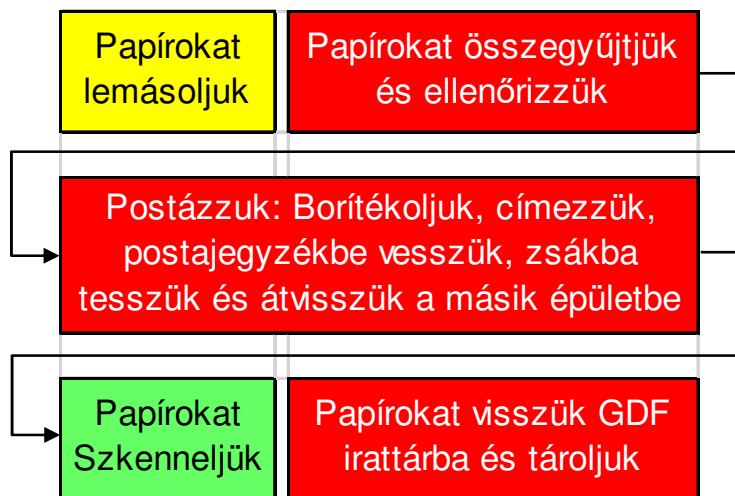 Papírokat
lemásoljuk
Papírokat összegyűjtjük
és ellenőrizzük
Postázzuk: Borítékoljuk, címezzük,
postajegyzékbe vesszük, zsákba
tesszük és átvisszük a másik épületbe
Papírokat
Szkenneljük
Papírokat visszük GDF
irattárba és tároljuk